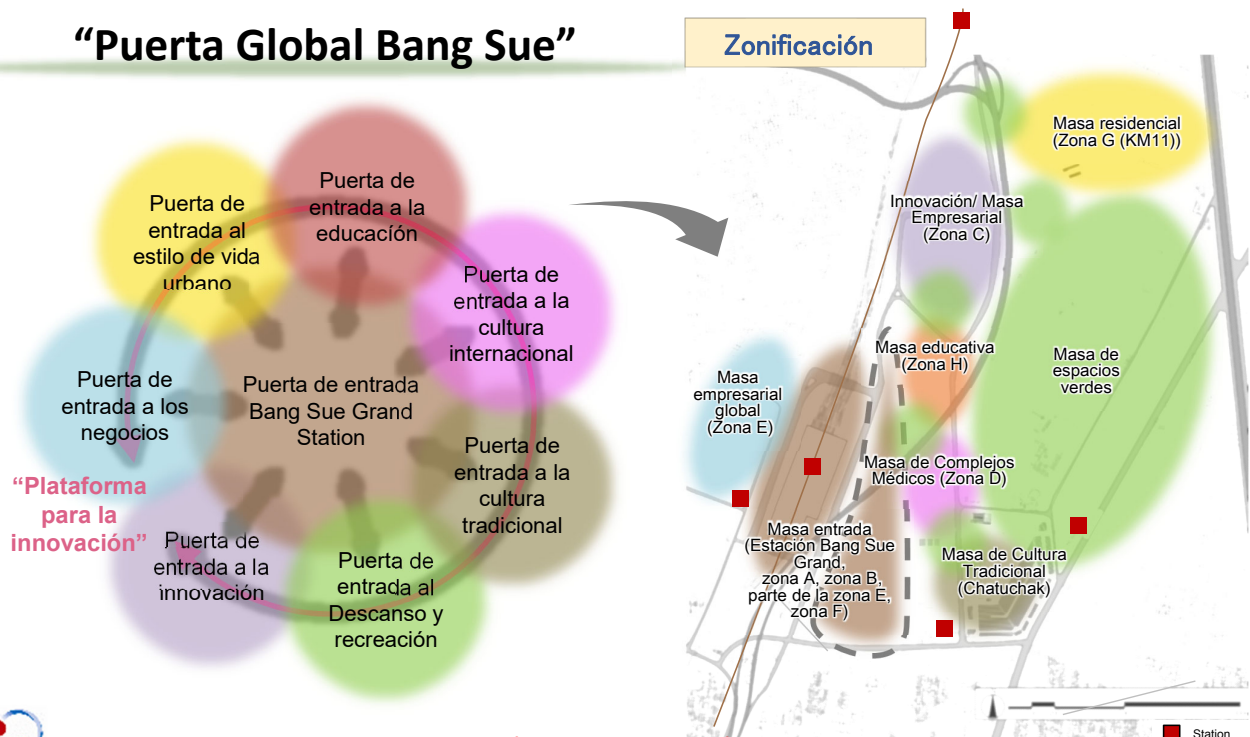 “Puerta Global Bang Sue”
Zonificación
Puerta de
entrada a la
educacíón
Puerta de
entrada al
estilo de vida
urbano
Puerta de
entrada a la
cultura
internacional
Puerta de
entrada a los
negocios
Puerta de entrada
Bang Sue Grand
Station
Puerta de
entrada a la
cultura
tradicional
“Plataforma
para la
innovación”
Puerta de
entrada a la
innovación
Puerta de
entrada al
Descanso y
recreación
Masa residencial
(Zona G (KM11))
Innovación/ Masa
Empresarial
(Zona C)
Masa educativa
(Zona H)
Masa de
espacios
verdes
Masa
empresarial
global
(Zona E)
Masa de Complejos
Médicos (Zona D)
Masa entrada
(Estación Bang Sue
Grand,
zona A, zona B,
parte de la zona E,
zona F)
Masa de Cultura
Tradicional
(Chatuchak)
Station